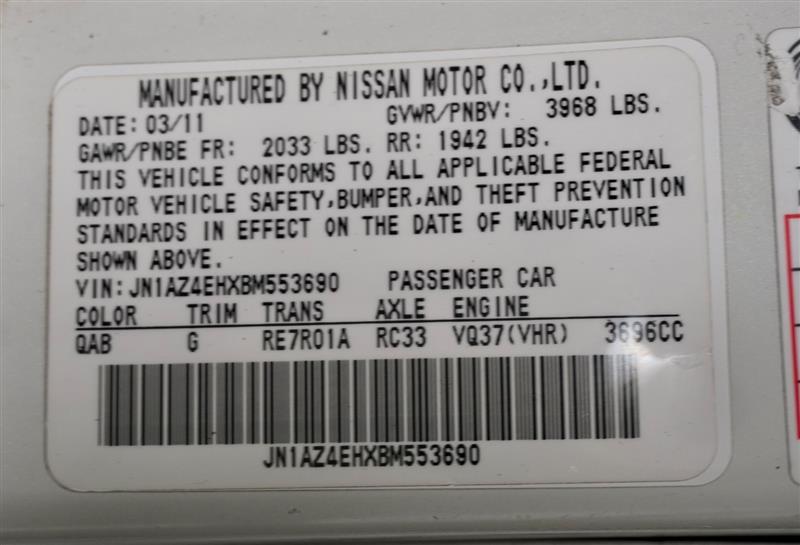 MANUFACTURED BY NISSAN MOTOR CO.,LTD.
DATE: 03/11 GVWR/PNBV: 3968 LBS.
GAWR/PNBE FR: 2033 LBS. RR: 1942 LBS.
THIS VEHICLE CONFORMS TO ALL APPLICABLE FEDERAL
MOTOR VEHICLE SAFETY,BUMPER,AND THEFT PREVENTION
STANDARDS IN EFFECT ON THE DATE OF MANUFACTURE
SHOWN ABOVE.
VIN: JN1AZ4EHXBM553690 PASSENGER CAR
COLOR TRIM TRANS AXLE ENGINE
QAB G RE7R01A RC33 VQ37(VHR) 3696CC
JN1AZ4EHXBM553690